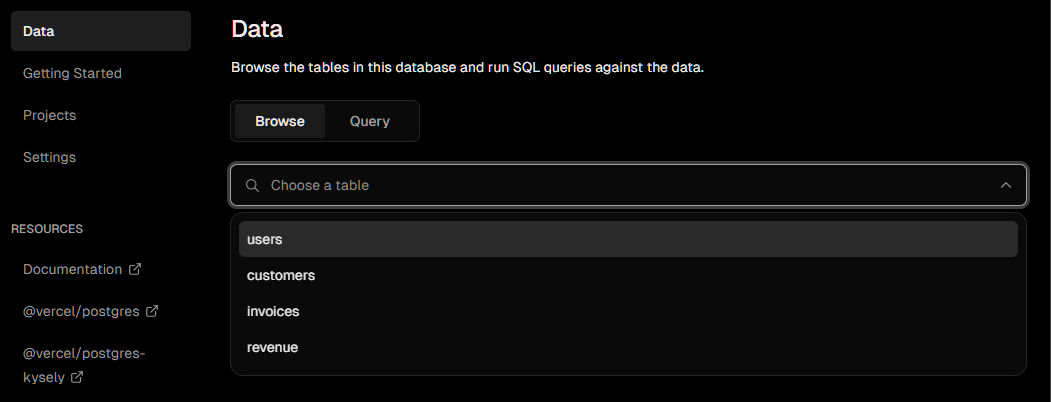 Data
Getting Started
Projects
Settings
RESOURCES
Documentation
@vercel/postgres
@vercel/postgres-
kysely
Data
Browse the tables in this database and run SQL queries against the data.
Browse
Query
Choose a table
users
customers
invoices
revenue